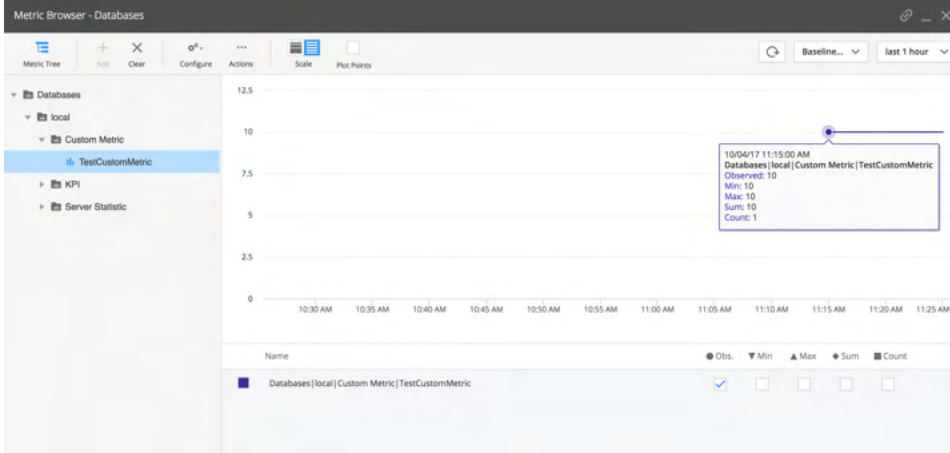 Metric Browser - Databases
Metric Tree
Add
Clear
Configure
Actions
Scale
Plot Points
Baseline...
last 1 hour
Databases
local
Custom Metric
TestCustomMetric
KPI
Server Statistic
12.5
10
7.5
5
2.5
0
10/04/17 11:15:00 AM
Databases|local|Custom Metric|TestCustomMetric
Observed: 10
Min: 10
Max: 10
Sum: 10
Count: 1
10:30 AM 10:35 AM 10:40 AM 10:45 AM 10:50 AM 10:55 AM 11:00 AM 11:05 AM 11:10 AM 11:15 AM 11:20 AM 11:25 AM
Name Obs. Min Max Sum Count
Databases|local|Custom Metric|TestCustomMetric